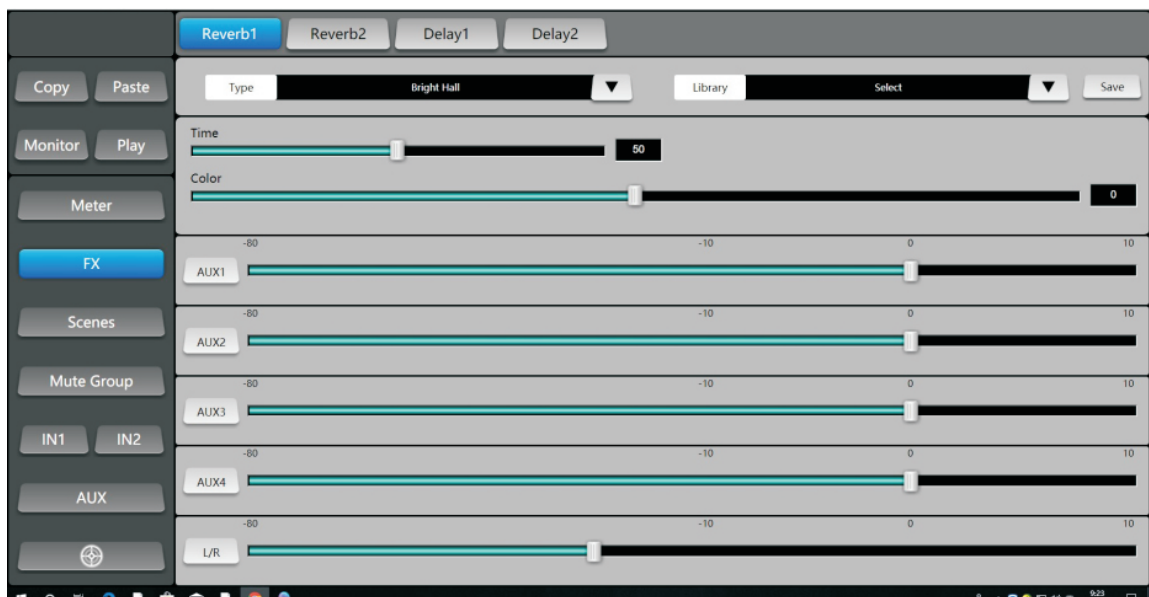 Reverb1 Reverb2 Delay1 Delay2
Copy Paste
Type Bright Hall ▼ Library Select ▼ Save
Monitor Play
Time
50
Color
0
Meter
FX
Scenes
Mute Group
IN1 IN2
AUX
-80 -10 0 10
AUX1
-80 -10 0 10
AUX2
-80 -10 0 10
AUX3
-80 -10 0 10
AUX4
-80 -10 0 10
L/R
9:23